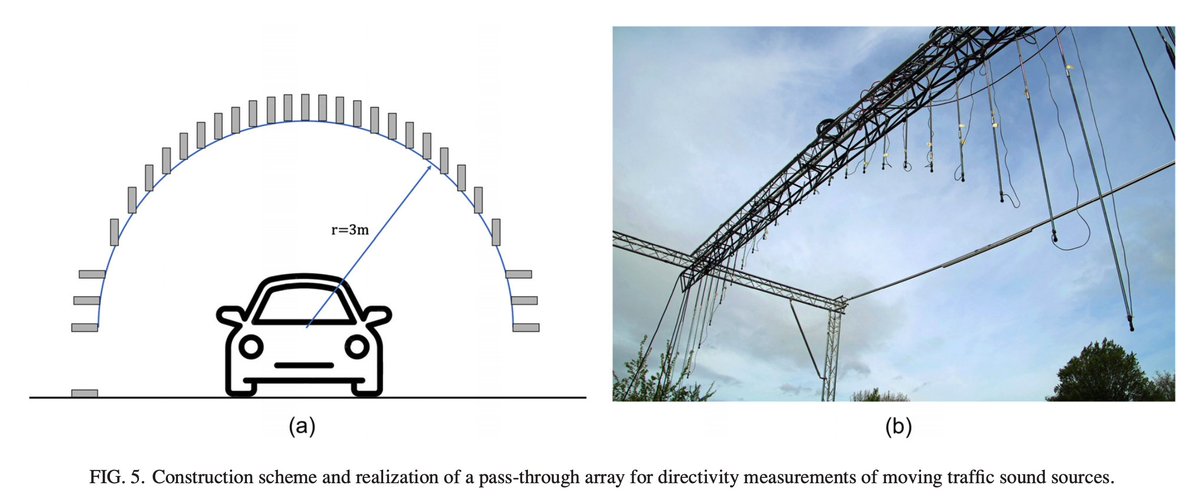 r=3m
(a)
(b)
FIG. 5. Construction scheme and realization of a pass-through array for directivity measurements of moving traffic sound sources.